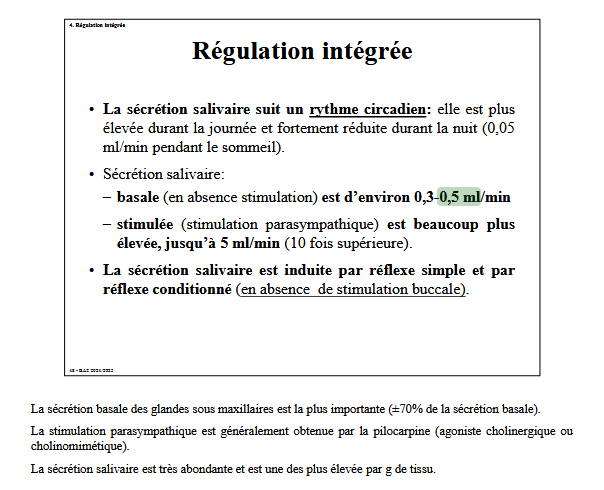 4. Régulation intégrée
Régulation intégrée
• La sécrétion salivaire suit un rythme circadien: elle est plus
élevée durant la journée et fortement réduite durant la nuit (0,05
ml/min pendant le sommeil).
• Sécrétion salivaire:
– basale (en absence stimulation) est d’environ 0,3-0,5 ml/min
– stimulée (stimulation parasympathique) est beaucoup plus
élevée, jusqu’à 5 ml/min (10 fois supérieure).
• La sécrétion salivaire est induite par réflexe simple et par
réflexe conditionné (en absence de stimulation buccale).
2024/2025
La sécrétion basale des glandes sous maxillaires est la plus importante (±70% de la sécrétion basale).
La stimulation parasympathique est généralement obtenue par la pilocarpine (agoniste cholinergique ou
cholinomimétique).
La sécrétion salivaire est très abondante et est une des plus élevée par g de tissu.